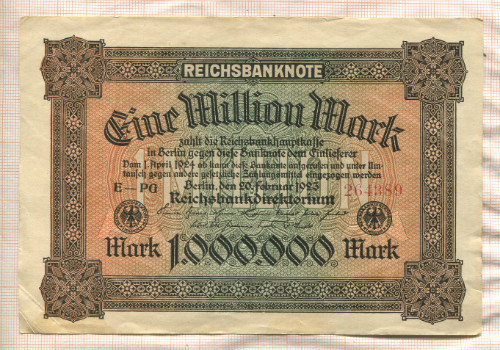 REICHSBANKNOTE
Eine Million Mark
zahlt die Reichsbankhauptkasse
in Berlin gegen diese Banknote dem Einlieferer
Vom 1. April 1924 ab kann diese Banknote aufgerufen und unter Um-
tausch gegen andere gesetzliche Zahlungsmittel eingezogen werden
E–PG
264389
Berlin, den 20. Februar 1923
Reichsbankdirektorium
Mark 1.000.000 Mark